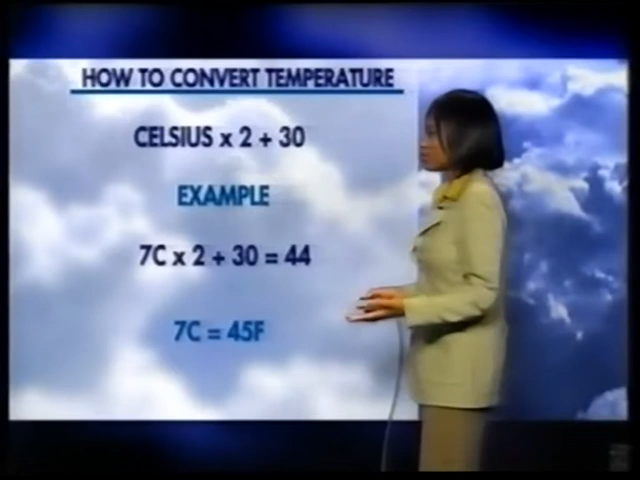 HOW TO CONVERT TEMPERATURE
CELSIUS x 2 + 30
EXAMPLE
7C x 2 + 30 = 44
7C = 45F